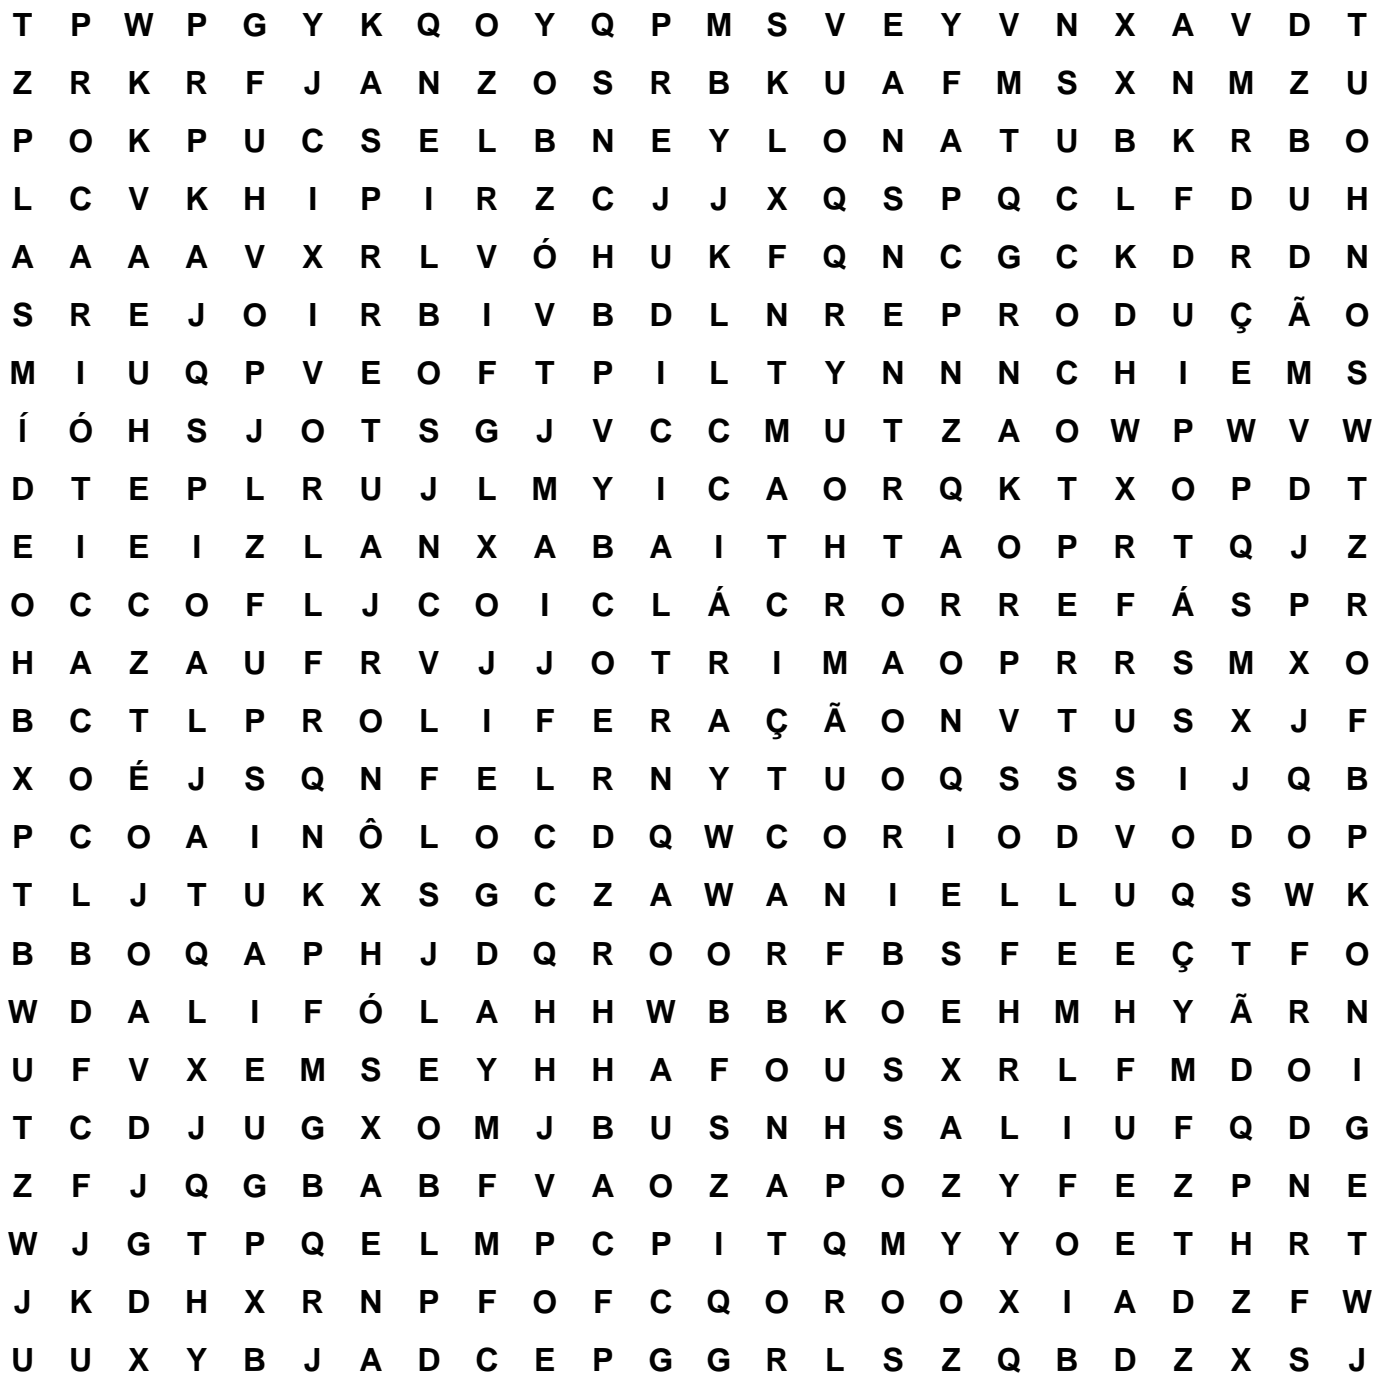 T P W P G Y K Q O Y Q P M S V E Y V N X A V D T
Z R K R F J A N Z O S R B K U A F M S X N M Z U
P O K P U C S E L B N E Y L O N A T U B K R B O
L C V K H I P I R Z C J J X Q S P Q C L F D U H
A A A A V X R L V Ó H U K F Q N C G C K D R D N
S R E J O I R B I V B D L N R E P R O D U Ç Ã O
M I U Q P V E O F T P I L T Y N N N C H I E M S
Í Ó H S J O T S G J V C C M U T Z A O W P W V W
D T E P L R U J L M Y I C A O R Q K T X O P D T
E I E I Z L A N X A B A I T H T A O P R T Q J Z
O C C O F L J C O I C L Á C R O R R E F Á S P R
H A Z A U F R V J J O T R I M A O P R R S M X O
B C T L P R O L I F E R A Ç Ã O N V T U S X J F
X O É J S Q N F E L R N Y T U O Q S S S I J Q B
P C O A I N Ô L O C D Q W C O R I O D V O D O P
T L J T U K X S G C Z A W A N I E L L U Q S W K
B B O Q A P H J D Q R O O R F B S F E E Ç T F O
W D A L I F Ó L A H H W B B K O E H M H Y Ã R N
U F V X E M S E Y H H A F O U S X R L F M D O I
T C D J U G X O M J B U S N H S A L I U F Q D G
Z F J Q G B A B F V A O Z A P O Z Y F E Z P N E
W J G T P Q E L M P C P I T Q M Y Y O E T H R T
J K D H X R N P F O F C Q O R O O X I A D Z F W
U U X Y B J A D C E P G G R L S Z Q B D Z X S J